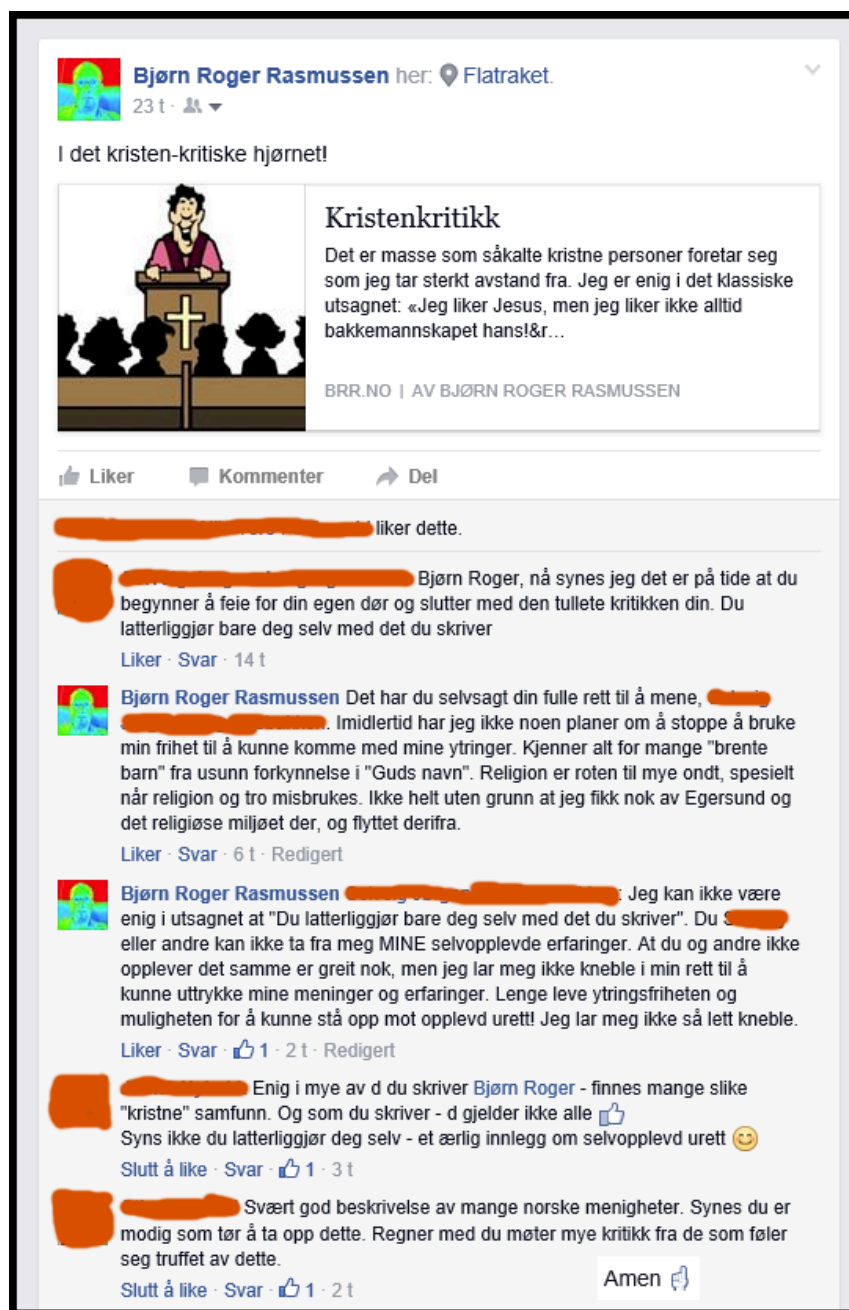 Bjørn Roger Rasmussen her: Flatraket.
23 t ·
I det kristen-kritiske hjørnet!
Kristenkritikk
Det er masse som såkalte kristne personer foretar seg
som jeg tar sterkt avstand fra. Jeg er enig i det klassiske
utsagnet: «Jeg liker Jesus, men jeg liker ikke alltid
bakkemannskapet hans!&r...
BRR.NO | AV BJØRN ROGER RASMUSSEN
Liker Kommenter Del
liker dette.
Bjørn Roger, nå synes jeg det er på tide at du
begynner å feie for din egen dør og slutter med den tullete kritikken din. Du
latterliggjør bare deg selv med det du skriver
Liker · Svar · 14 t
Bjørn Roger Rasmussen Det har du selvsagt din fulle rett til å mene,
. Imidlertid har jeg ikke noen planer om å stoppe å bruke
min frihet til å kunne komme med mine ytringer. Kjenner alt for mange "brente
barn" fra usunn forkynnelse i "Guds navn". Religion er roten til mye ondt, spesielt
når religion og tro misbrukes. Ikke helt uten grunn at jeg fikk nok av Egersund og
det religiøse miljøet der, og flyttet derifra.
Liker · Svar · 6 t · Redigert
Bjørn Roger Rasmussen : Jeg kan ikke være
enig i utsagnet at "Du latterliggjør bare deg selv med det du skriver". Du
eller andre kan ikke ta fra meg MINE selvopplevde erfaringer. At du og andre ikke
opplever det samme er greit nok, men jeg lar meg ikke kneble i min rett til å
kunne uttrykke mine meninger og erfaringer. Lenge leve ytringsfriheten og
muligheten for å kunne stå opp mot opplevd urett! Jeg lar meg ikke så lett kneble.
Liker · Svar · 1 · 2 t · Redigert
Enig i mye av d du skriver Bjørn Roger - finnes mange slike
"kristne" samfunn. Og som du skriver - d gjelder ikke alle
Syns ikke du latterliggjør deg selv - et ærlig innlegg om selvopplevd urett
Slutt å like · Svar · 1 · 3 t
Svært god beskrivelse av mange norske menigheter. Synes du er
modig som tør å ta opp dette. Regner med du møter mye kritikk fra de som føler
seg truffet av dette.
Slutt å like · Svar · 1 · 2 t
Amen